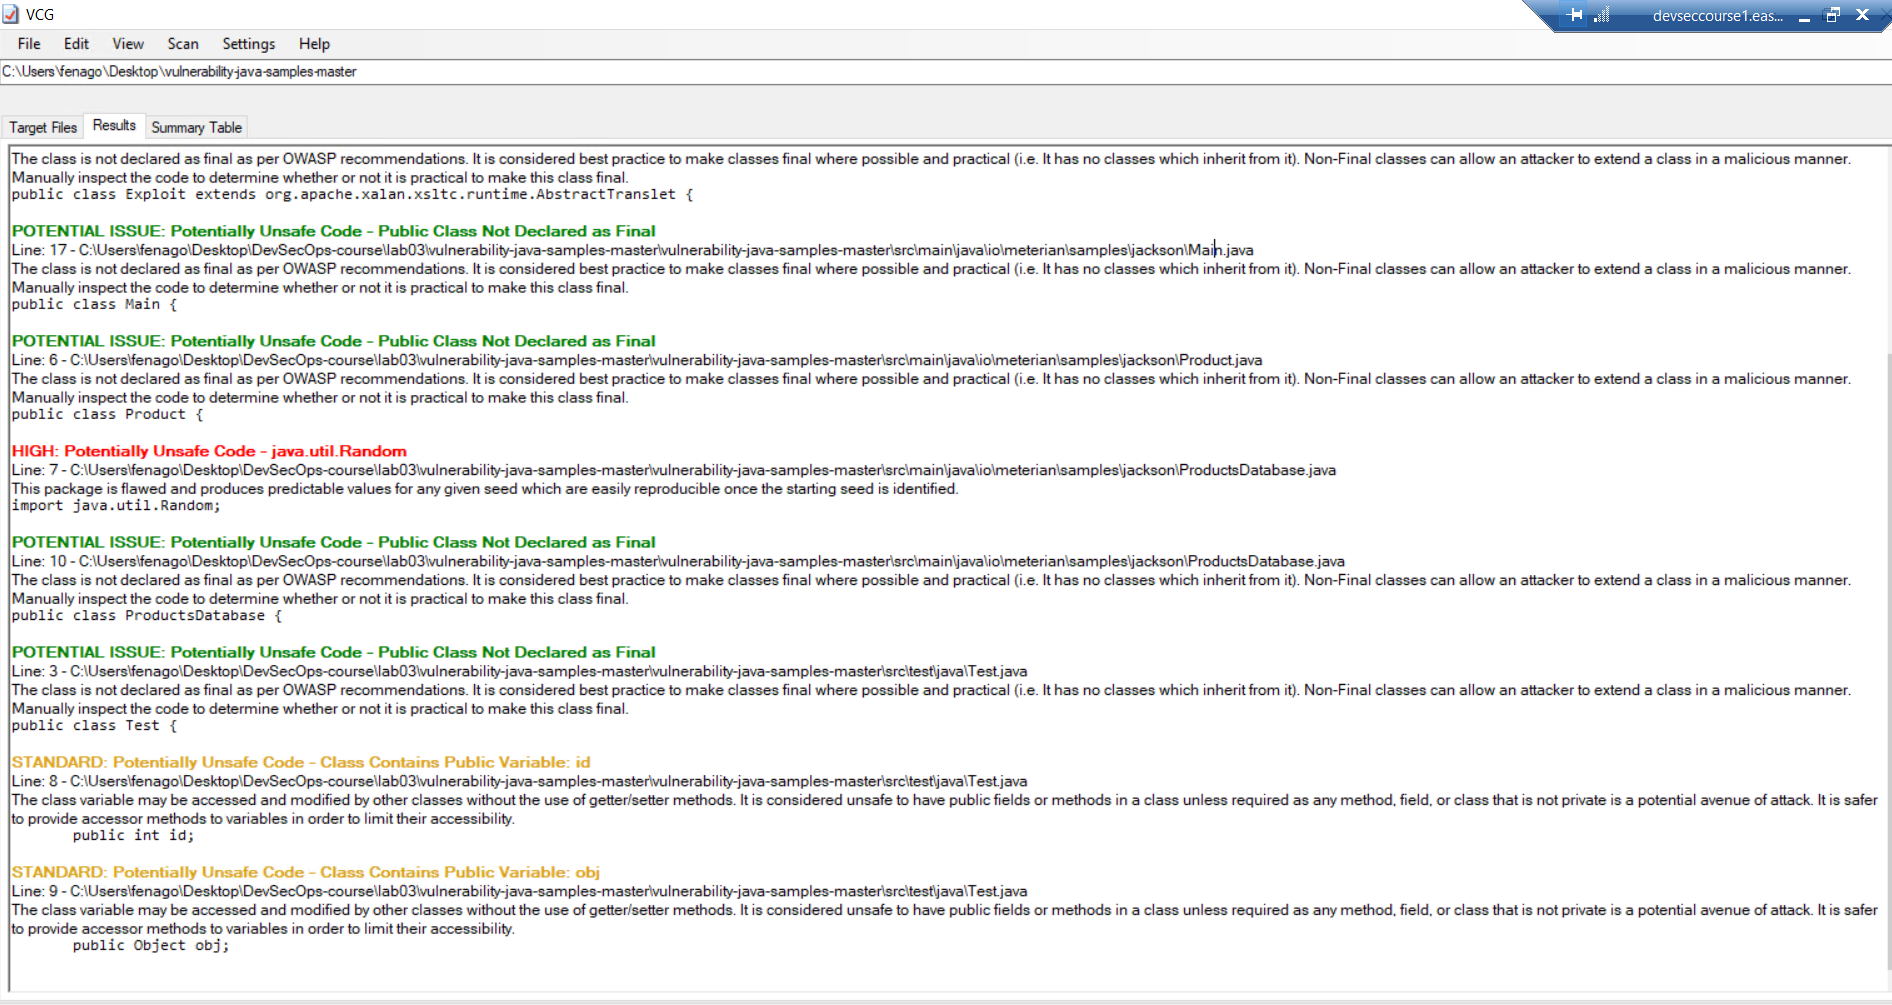 VCG
devseccourse1.eas...
File Edit View Scan Settings Help
C:\Users\fenago\Desktop\vulnerability-java-samples-master
Target Files Results Summary Table
The class is not declared as final as per OWASP recommendations. It is considered best practice to make classes final where possible and practical (i.e. It has no classes which inherit from it). Non-Final classes can allow an attacker to extend a class in a malicious manner.
Manually inspect the code to determine whether or not it is practical to make this class final.
public class Exploit extends org.apache.xalan.xsltc.runtime.AbstractTranslet {
POTENTIAL ISSUE: Potentially Unsafe Code - Public Class Not Declared as Final
Line: 17 - C:\Users\fenago\Desktop\DevSecOps-course\lab03\vulnerability-java-samples-master\vulnerability-java-samples-master\src\main\java\io\meterian\samples\jackson\Main.java
The class is not declared as final as per OWASP recommendations. It is considered best practice to make classes final where possible and practical (i.e. It has no classes which inherit from it). Non-Final classes can allow an attacker to extend a class in a malicious manner.
Manually inspect the code to determine whether or not it is practical to make this class final.
public class Main {
POTENTIAL ISSUE: Potentially Unsafe Code - Public Class Not Declared as Final
Line: 6 - C:\Users\fenago\Desktop\DevSecOps-course\lab03\vulnerability-java-samples-master\vulnerability-java-samples-master\src\main\java\io\meterian\samples\jackson\Product.java
The class is not declared as final as per OWASP recommendations. It is considered best practice to make classes final where possible and practical (i.e. It has no classes which inherit from it). Non-Final classes can allow an attacker to extend a class in a malicious manner.
Manually inspect the code to determine whether or not it is practical to make this class final.
public class Product {
HIGH: Potentially Unsafe Code - java.util.Random
Line: 7 - C:\Users\fenago\Desktop\DevSecOps-course\lab03\vulnerability-java-samples-master\vulnerability-java-samples-master\src\main\java\io\meterian\samples\jackson\ProductsDatabase.java
This package is flawed and produces predictable values for any given seed which are easily reproducible once the starting seed is identified.
import java.util.Random;
POTENTIAL ISSUE: Potentially Unsafe Code - Public Class Not Declared as Final
Line: 10 - C:\Users\fenago\Desktop\DevSecOps-course\lab03\vulnerability-java-samples-master\vulnerability-java-samples-master\src\main\java\io\meterian\samples\jackson\ProductsDatabase.java
The class is not declared as final as per OWASP recommendations. It is considered best practice to make classes final where possible and practical (i.e. It has no classes which inherit from it). Non-Final classes can allow an attacker to extend a class in a malicious manner.
Manually inspect the code to determine whether or not it is practical to make this class final.
public class ProductsDatabase {
POTENTIAL ISSUE: Potentially Unsafe Code - Public Class Not Declared as Final
Line: 3 - C:\Users\fenago\Desktop\DevSecOps-course\lab03\vulnerability-java-samples-master\vulnerability-java-samples-master\src\test\java\Test.java
The class is not declared as final as per OWASP recommendations. It is considered best practice to make classes final where possible and practical (i.e. It has no classes which inherit from it). Non-Final classes can allow an attacker to extend a class in a malicious manner.
Manually inspect the code to determine whether or not it is practical to make this class final.
public class Test {
STANDARD: Potentially Unsafe Code - Class Contains Public Variable: id
Line: 8 - C:\Users\fenago\Desktop\DevSecOps-course\lab03\vulnerability-java-samples-master\vulnerability-java-samples-master\src\test\java\Test.java
The class variable may be accessed and modified by other classes without the use of getter/setter methods. It is considered unsafe to have public fields or methods in a class unless required as any method, field, or class that is not private is a potential avenue of attack. It is safer
to provide accessor methods to variables in order to limit their accessibility.
public int id;
STANDARD: Potentially Unsafe Code - Class Contains Public Variable: obj
Line: 9 - C:\Users\fenago\Desktop\DevSecOps-course\lab03\vulnerability-java-samples-master\vulnerability-java-samples-master\src\test\java\Test.java
The class variable may be accessed and modified by other classes without the use of getter/setter methods. It is considered unsafe to have public fields or methods in a class unless required as any method, field, or class that is not private is a potential avenue of attack. It is safer
to provide accessor methods to variables in order to limit their accessibility.
public Object obj;